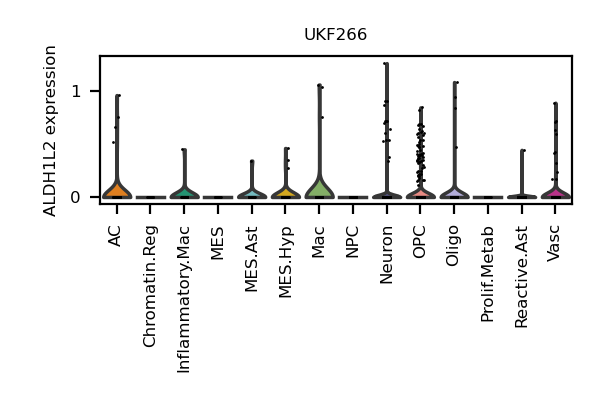 UKF266
ALDH1L2 expression
1
0
AC
Chromatin.Reg
Inflammatory.Mac
MES
MES.Ast
MES.Hyp
Mac
NPC
Neuron
OPC
Oligo
Prolif.Metab
Reactive.Ast
Vasc